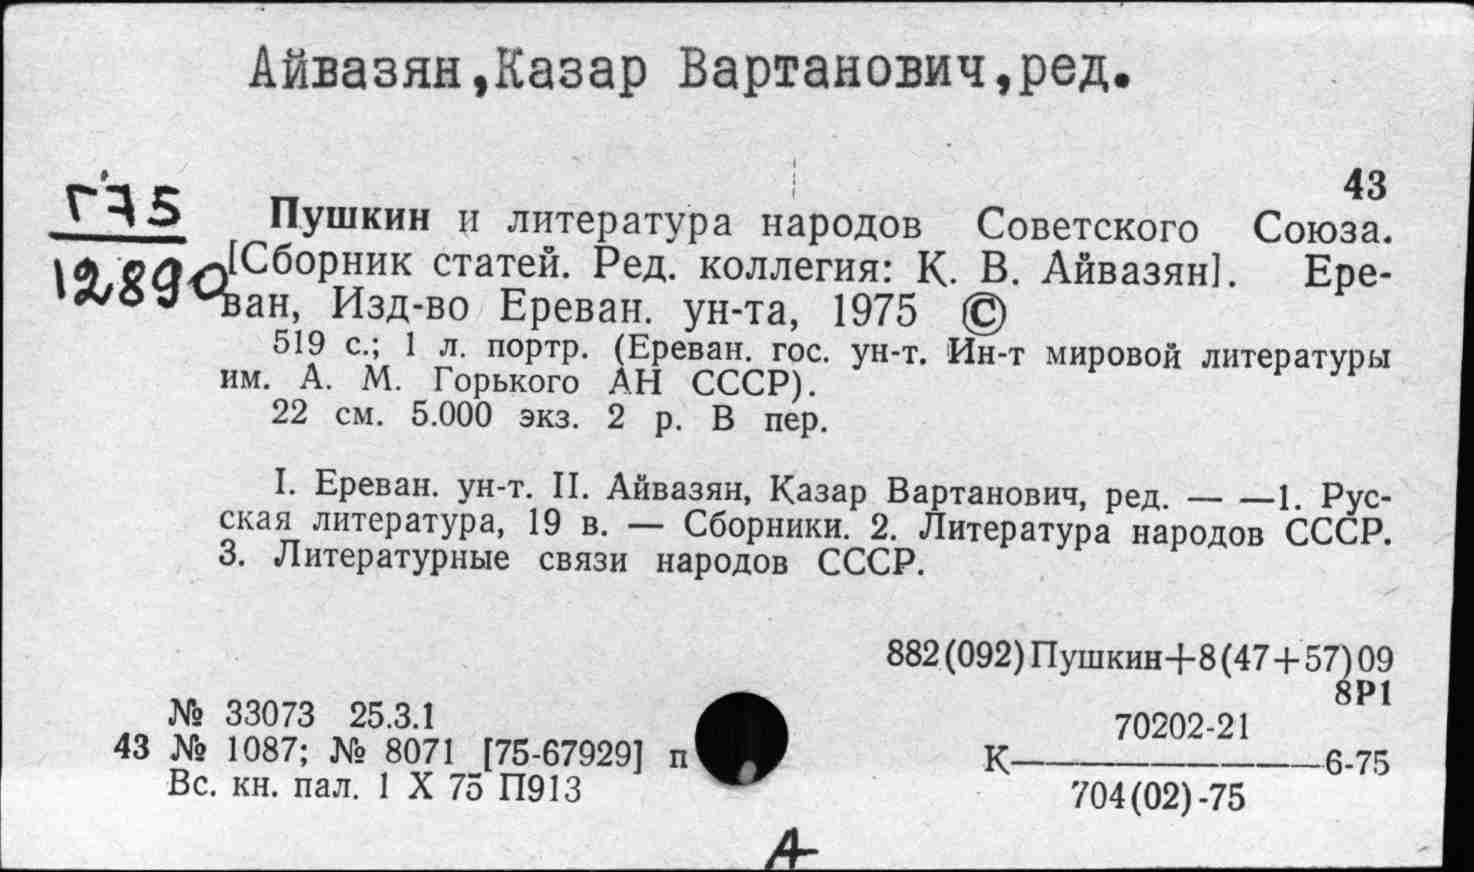 Айвазян,Казар Вартанович,ред.
43
Г75
12890
Пушкин и литература народов Советского Союза.
[Сборник статей. Ред. коллегия: К. В. Айвазян]. Ере-
ван, Изд-во Ереван. ун-та, 1975 ©
519 с.; 1 л. портр. (Ереван. гос. ун-т. Ин-т мировой литературы
им. А. М. Горького АН СССР).
22 см. 5.000 экз. 2 р. В пер.
I. Ереван. ун-т. II. Айвазян, Казар Вартанович, ред. — —1. Рус-
ская литература, 19 в. — Сборники. 2. Литература народов СССР.
3. Литературные связи народов СССР.
882(092)Пушкин+8(47+57)09
8Р1
№ 33073 25.3.1
43 № 1087; № 8071 [75-67929] п
Вс. кн. пал. 1 X 75 П913
70202-21
К————6-75
704(02)-75
А